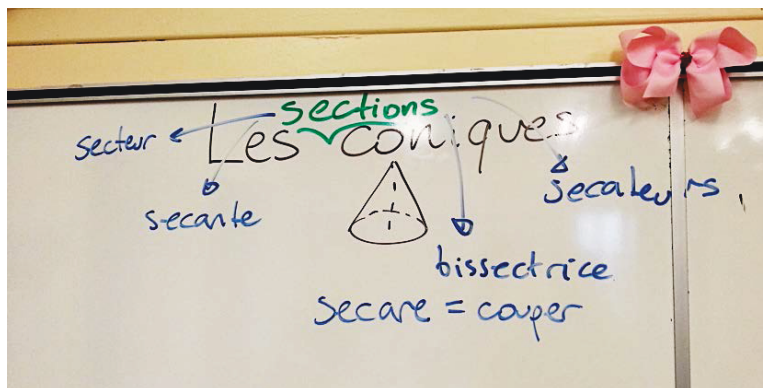 sections
Les coniques
secteur
secante
secateurs
bissectrice
secare = couper